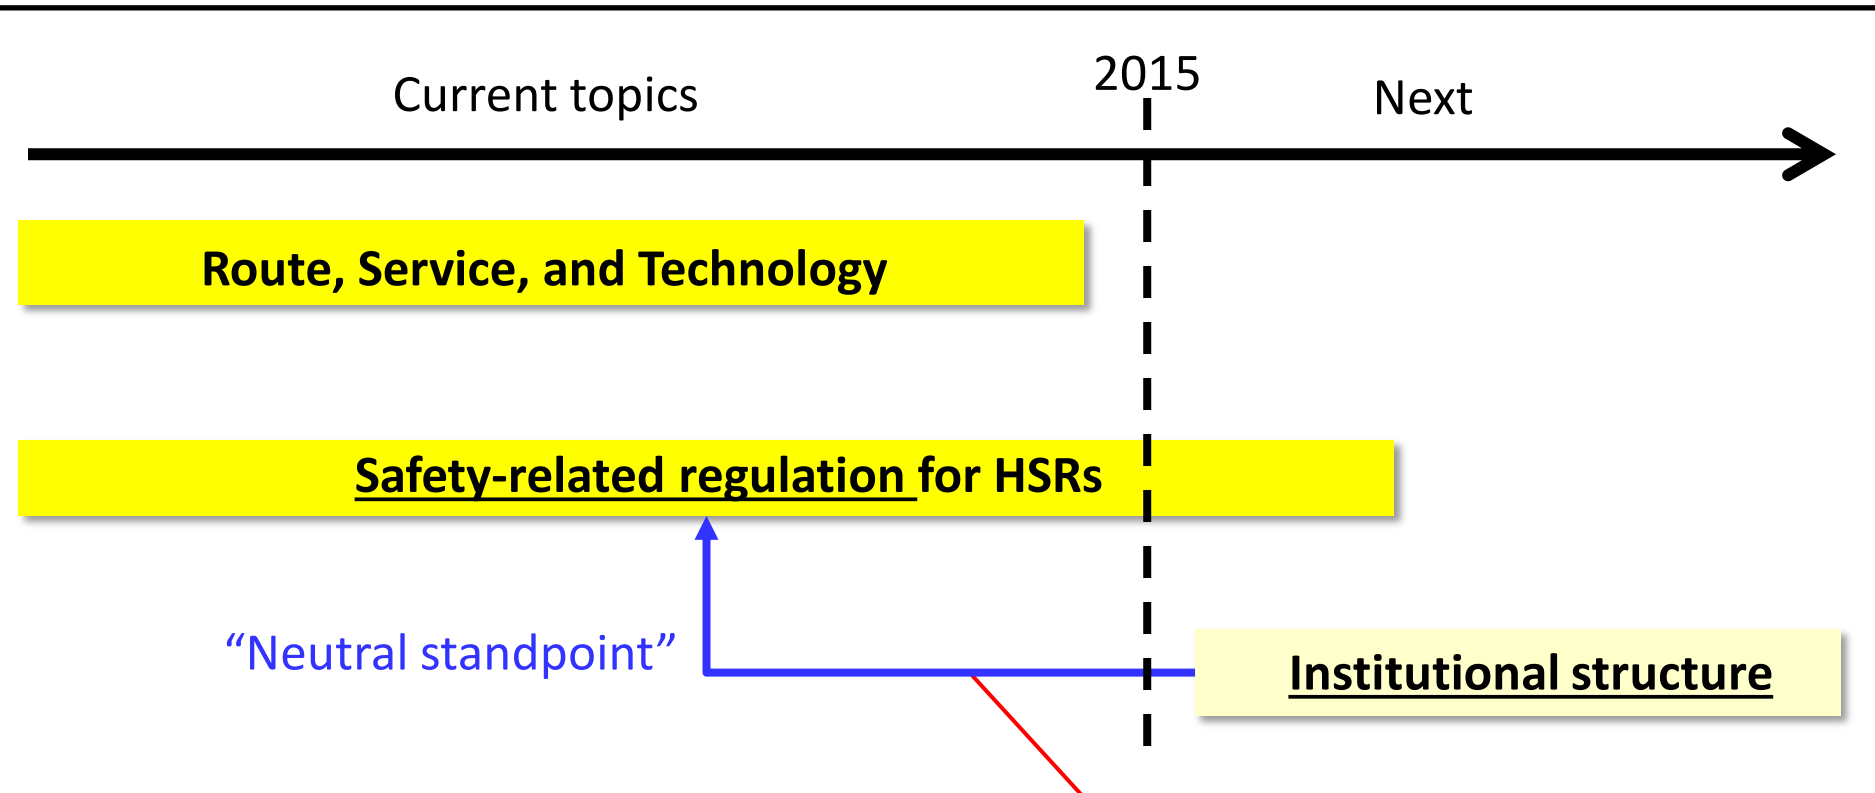 Current topics
2015
Next
Route, Service, and Technology
Safety-related regulation for HSRs
“Neutral standpoint”
Institutional structure